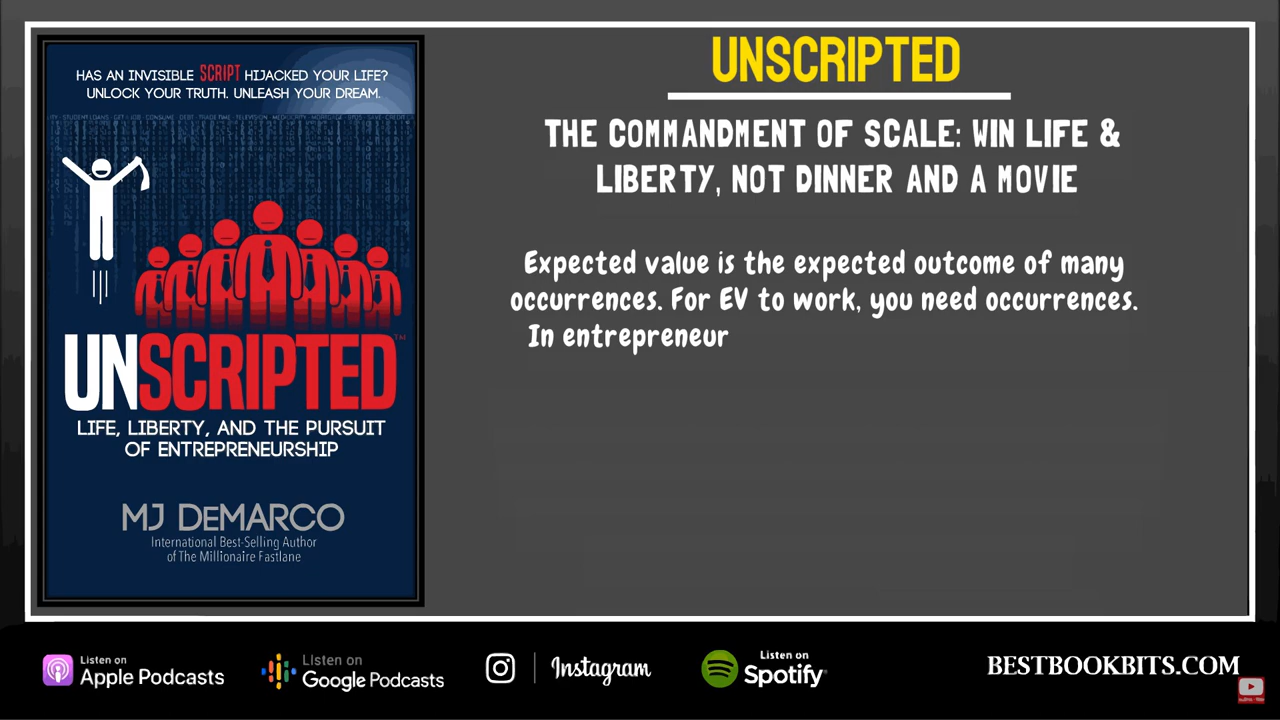 HAS AN INVISIBLE SCRIPT HIJACKED YOUR LIFE?
UNLOCK YOUR TRUTH. UNLEASH YOUR DREAM.
UNSCRIPTED™
LIFE, LIBERTY, AND THE PURSUIT
OF ENTREPRENEURSHIP
MJ DEMARCO
International Best-Selling Author
of The Millionaire Fastlane
UNSCRIPTED
THE COMMANDMENT OF SCALE: WIN LIFE &
LIBERTY, NOT DINNER AND A MOVIE
Expected value is the expected outcome of many
occurrences. For EV to work, you need occurrences.
In entrepreneur
Listen on
Apple Podcasts
Listen on
Google Podcasts
Instagram
Listen on
Spotify
BESTBOOKBITS.COM